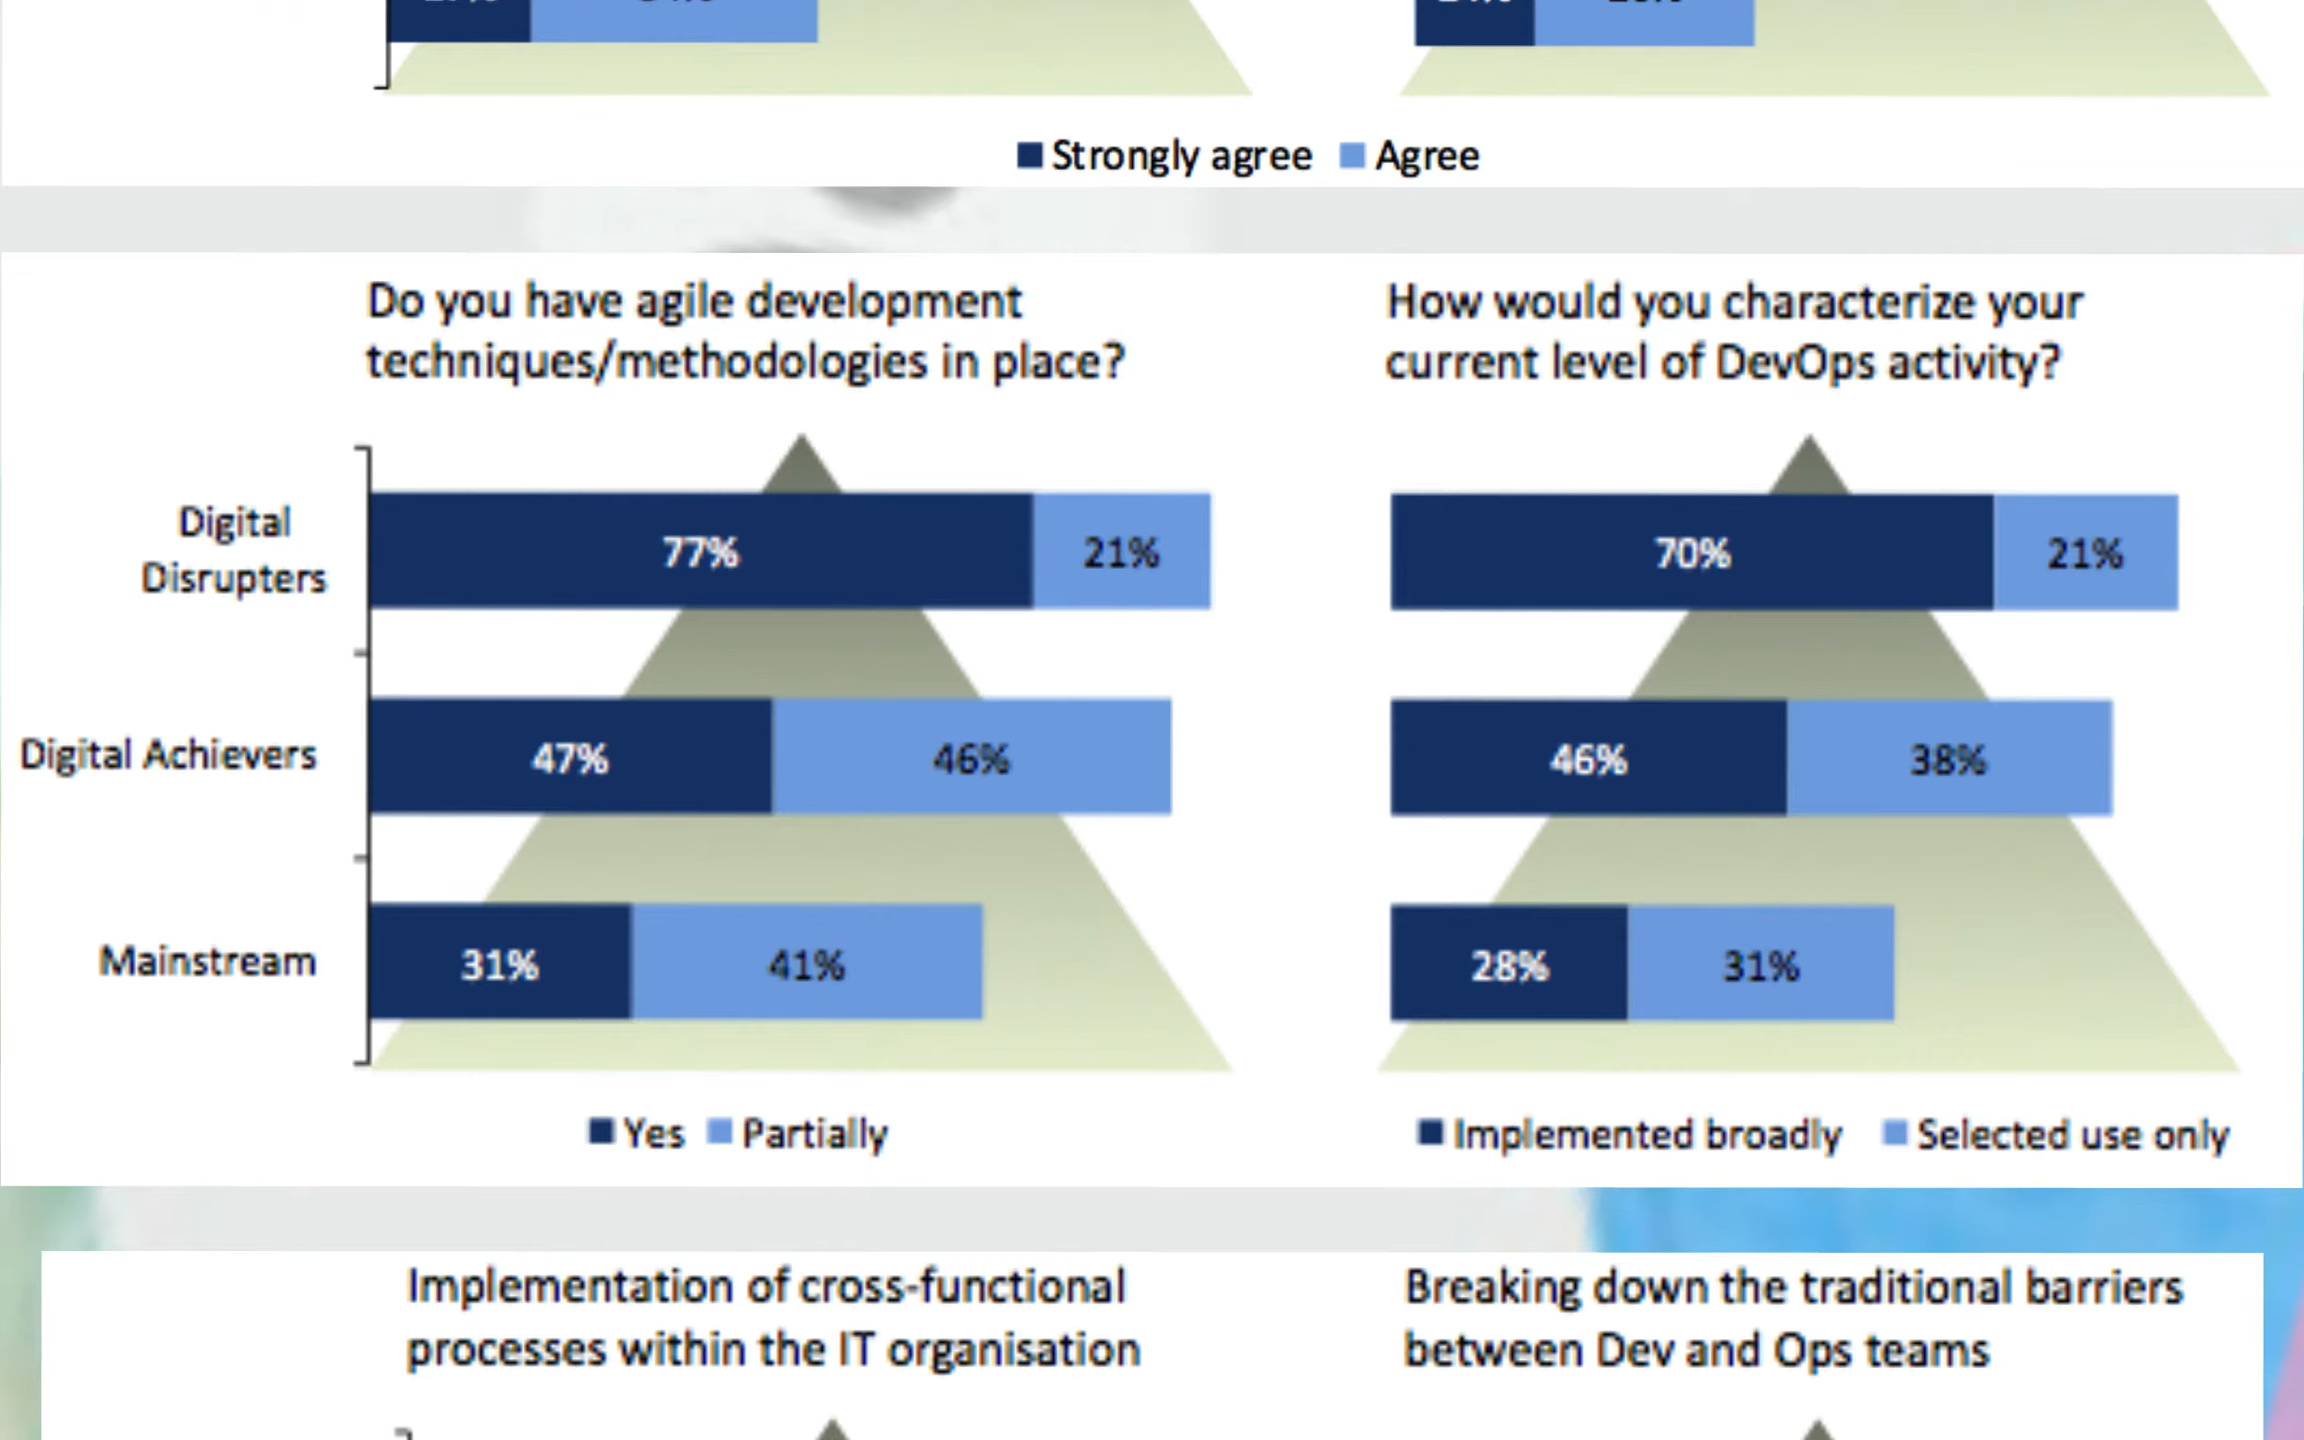 Strongly agree Agree
Do you have agile development
techniques/methodologies in place?
How would you characterize your
current level of DevOps activity?
Digital
Disrupters
77% 21%
70% 21%
Digital Achievers
47% 46%
46% 38%
Mainstream
31% 41%
28% 31%
Yes Partially
Implemented broadly Selected use only
Implementation of cross-functional
processes within the IT organisation
Breaking down the traditional barriers
between Dev and Ops teams